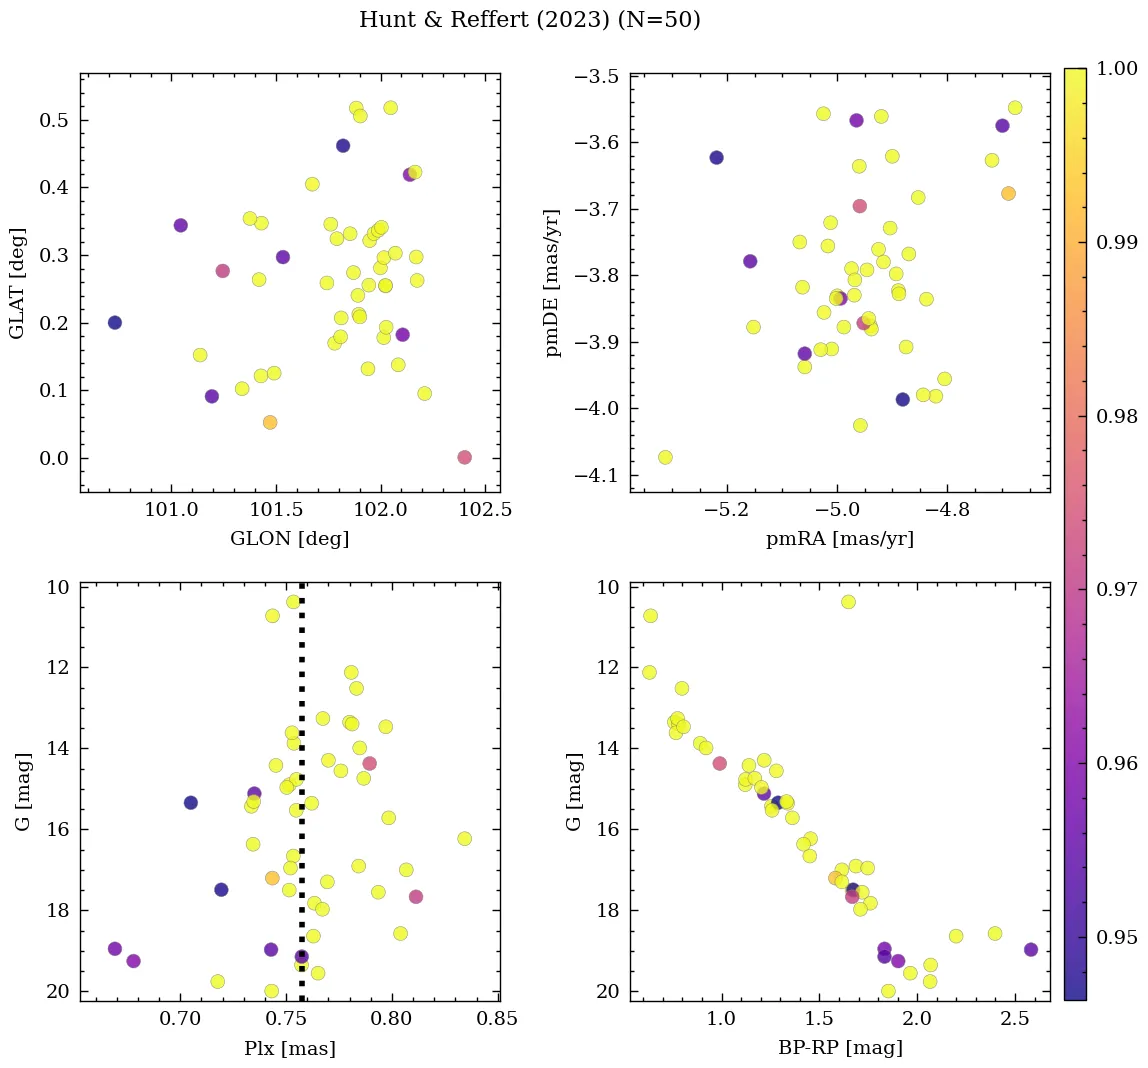 Hunt & Reffert (2023) (N=50)
0.5
0.4
0.3
0.2
0.1
0.0
GLAT [deg]
101.0 101.5 102.0 102.5
GLON [deg]
−3.5
−3.6
−3.7
−3.8
−3.9
−4.0
−4.1
pmDE [mas/yr]
−5.2 −5.0 −4.8
pmRA [mas/yr]
10
12
14
16
18
20
G [mag]
0.70 0.75 0.80 0.85
Plx [mas]
10
12
14
16
18
20
G [mag]
1.0 1.5 2.0 2.5
BP-RP [mag]
1.00
0.99
0.98
0.97
0.96
0.95